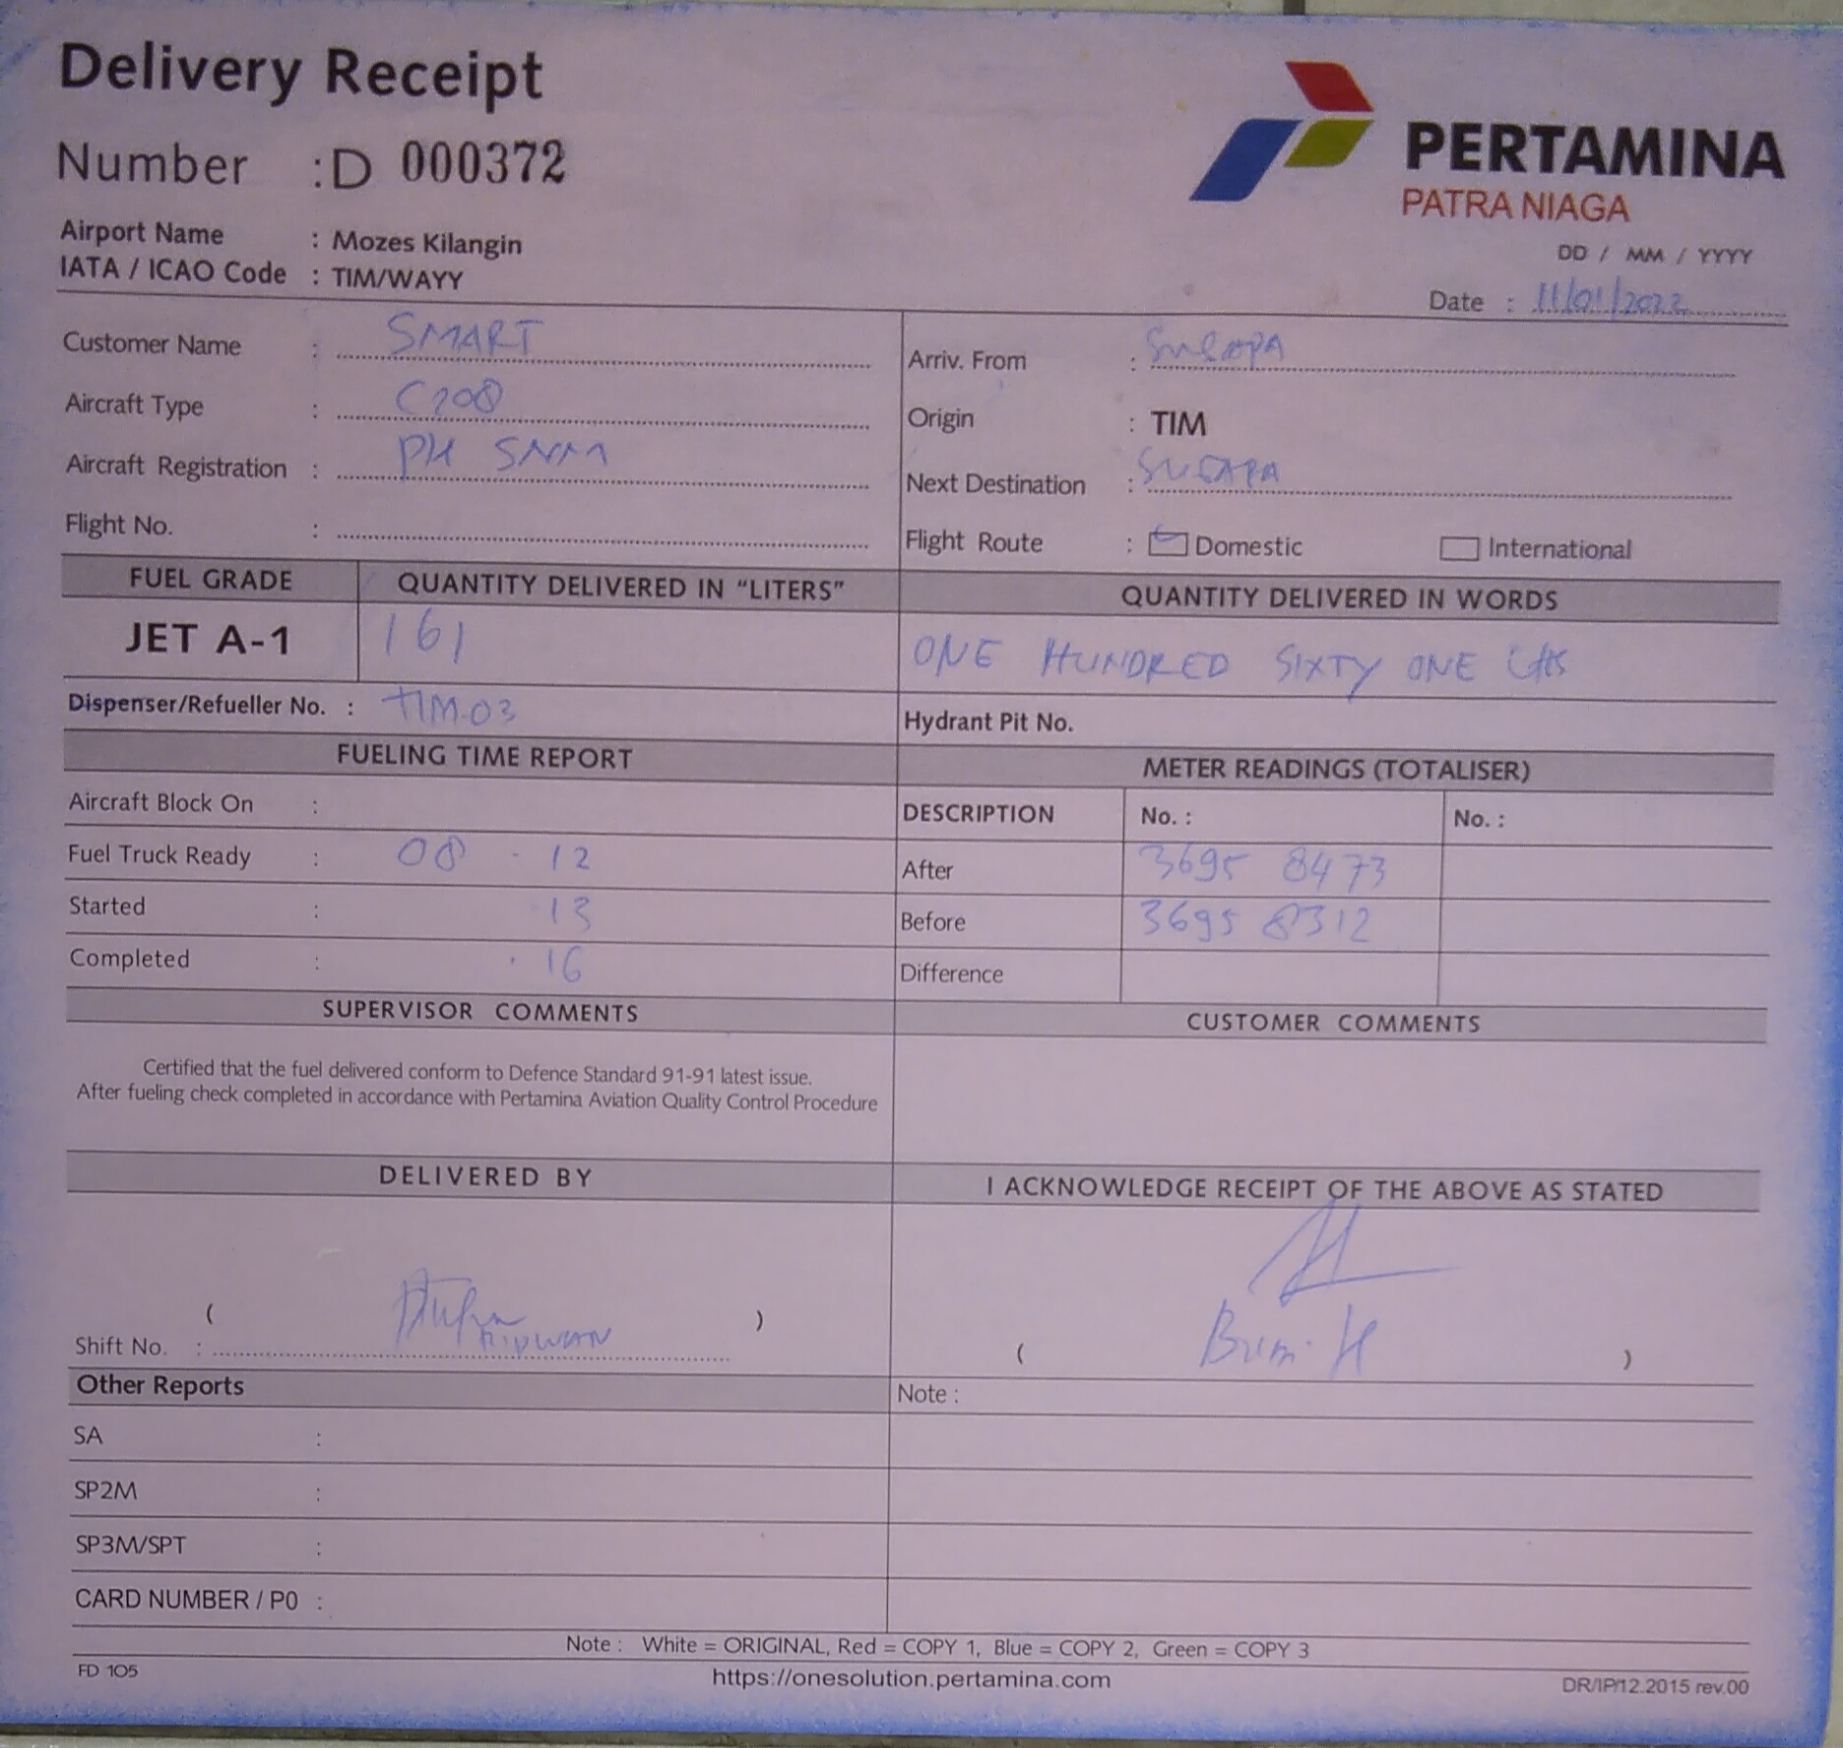 Delivery Receipt
Number : D 000372
PERTAMINA
PATRA NIAGA
Airport Name : Mozes Kilangin
IATA / ICAO Code : TIM/WAYY
DD / MM / YYYY
Date : 11/01/2022
Customer Name : SMART
Aircraft Type : C208
Aircraft Registration : PK SNM
Flight No. :
Arriv. From :
Origin : TIM
Next Destination :
Flight Route : Domestic International
FUEL GRADE QUANTITY DELIVERED IN "LITERS" QUANTITY DELIVERED IN WORDS
JET A-1 161 ONE HUNDRED SIXTY ONE Ltrs
Dispenser/Refueller No. : TIM.03 Hydrant Pit No.
FUELING TIME REPORT
Aircraft Block On :
Fuel Truck Ready : 08 . 12
Started : 13
Completed : . 16
METER READINGS (TOTALISER)
DESCRIPTION No. : No. :
After 3695 8473
Before 3695 8312
Difference
SUPERVISOR COMMENTS
Certified that the fuel delivered conform to Defence Standard 91-91 latest issue.
After fueling check completed in accordance with Pertamina Aviation Quality Control Procedure
CUSTOMER COMMENTS
DELIVERED BY
( )
RIDWAN
Shift No. :
I ACKNOWLEDGE RECEIPT OF THE ABOVE AS STATED
( Bum. H )
Other Reports
SA :
SP2M :
SP3M/SPT :
CARD NUMBER / P0 :
Note :
Note : White = ORIGINAL, Red = COPY 1, Blue = COPY 2, Green = COPY 3
FD 105 https://onesolution.pertamina.com DR/IP/12.2015 rev.00